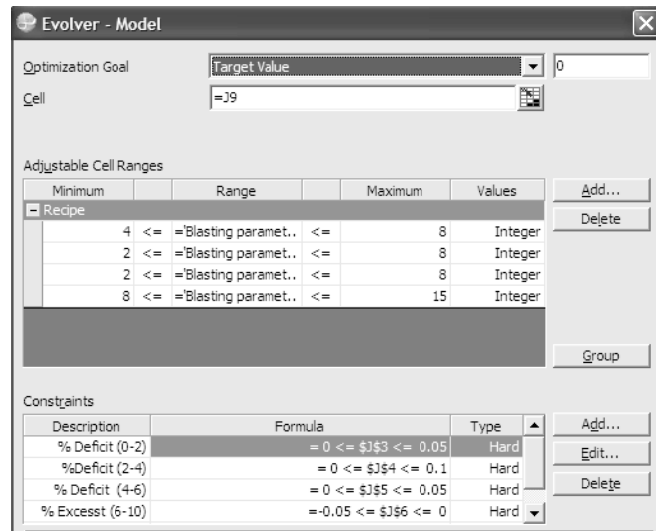 Evolver - Model
Optimization Goal Target Value 0
Cell =J9
Adjustable Cell Ranges
Minimum Range Maximum Values Add...
Recipe Delete
4 <= ='Blasting paramet.. <= 8 Integer
2 <= ='Blasting paramet.. <= 8 Integer
2 <= ='Blasting paramet.. <= 8 Integer
8 <= ='Blasting paramet.. <= 15 Integer
Group
Constraints
Description Formula Type Add...
% Deficit (0-2) = 0 <= $J$3 <= 0.05 Hard Edit...
%Deficit (2-4) = 0 <= $J$4 <= 0.1 Hard
% Deficit (4-6) = 0 <= $J$5 <= 0.05 Hard Delete
% Excesst (6-10) =-0.05 <= $J$6 <= 0 Hard